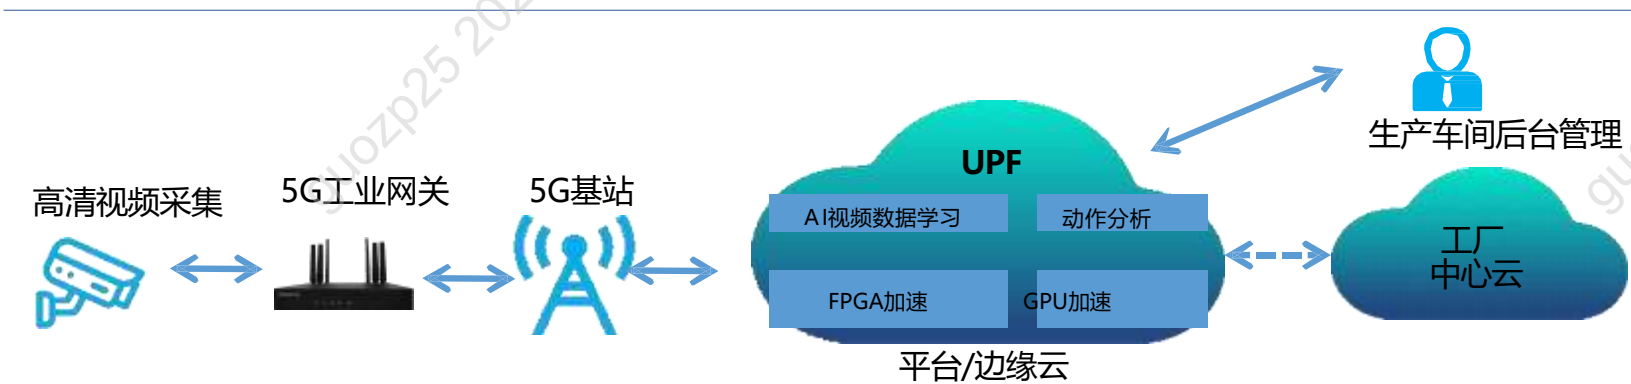 guozp25 202
生产车间后台管理
UPF
高清视频采集
5G工业网关
5G基站
AI视频数据学习
动作分析
工厂
中心云
FPGA加速
GPU加速
平台/边缘云